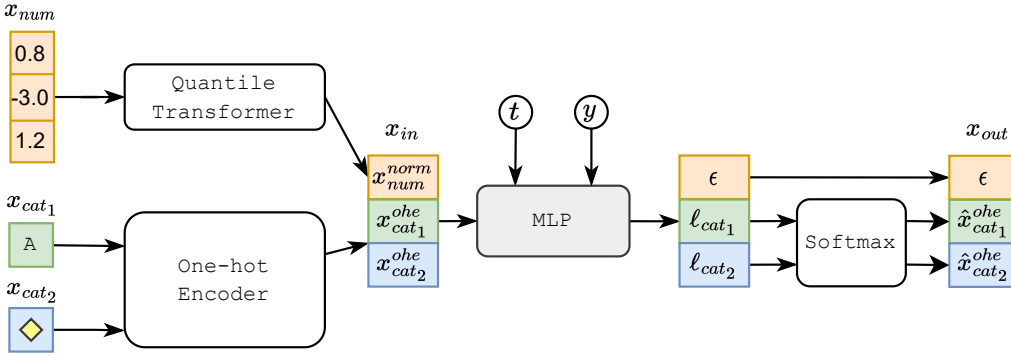 x_num
0.8
-3.0
1.2
Quantile
Transformer
x_cat_1
A
x_cat_2
One-hot
Encoder
x_in
x_num^norm
x_cat_1^ohe
x_cat_2^ohe
t
y
MLP
ϵ
ℓ_cat_1
ℓ_cat_2
Softmax
x_out
ϵ
x̂_cat_1^ohe
x̂_cat_2^ohe